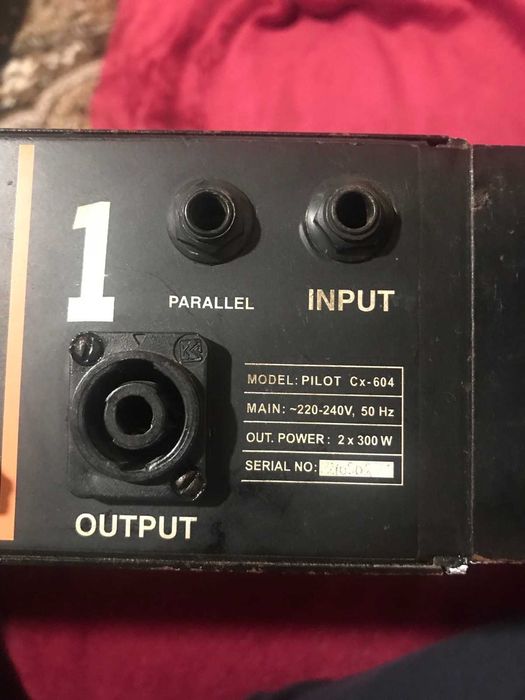 1
PARALLEL
INPUT
MODEL: PILOT Cx-604
MAIN: ~220-240V, 50 Hz
OUT. POWER: 2 x 300 W
SERIAL NO:
OUTPUT